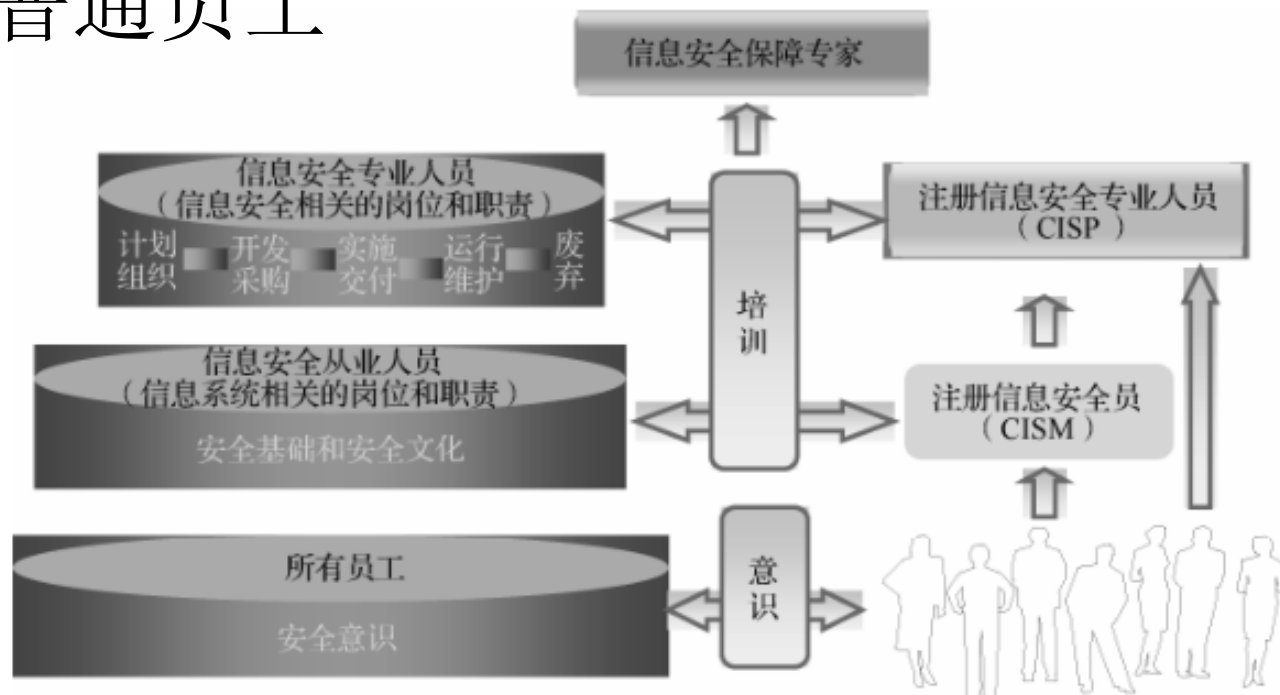 普通员工
信息安全保障专家
信息安全专业人员
（信息安全相关的岗位和职责）
计划
组织
开发
采购
实施
交付
运行
维护
废
弃
培
训
注册信息安全专业人员
（CISP）
信息安全从业人员
（信息系统相关的岗位和职责）
安全基础和安全文化
注册信息安全员
（CISM）
所有员工
安全意识
意
识